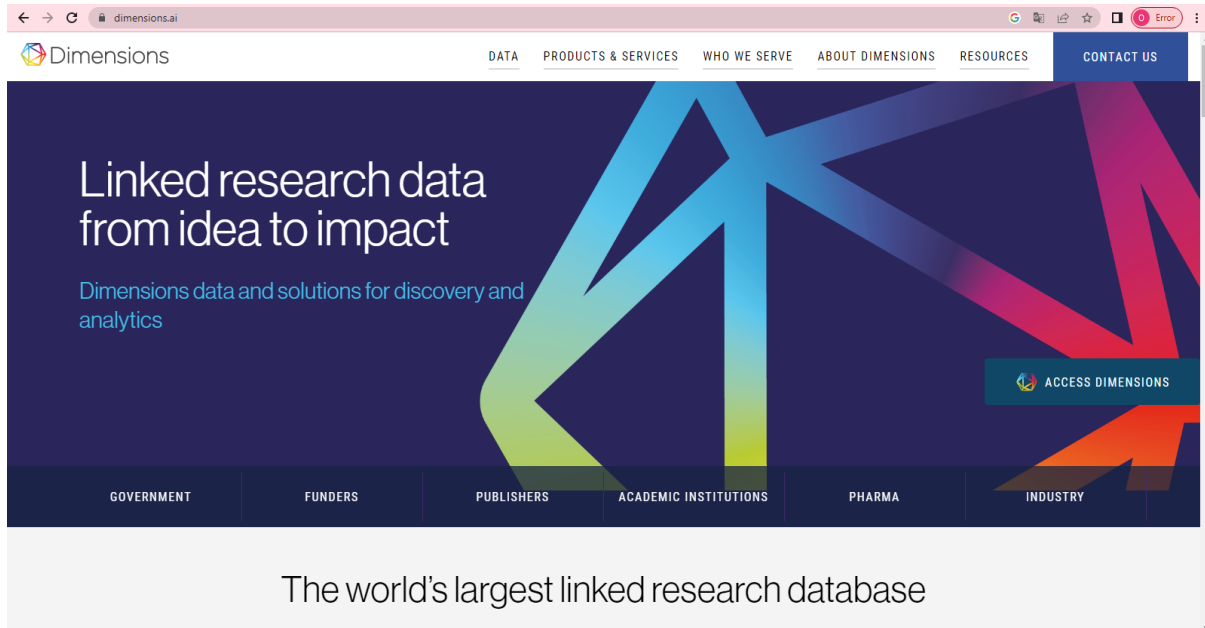 dimensions.ai
Error
Dimensions
DATA PRODUCTS & SERVICES WHO WE SERVE ABOUT DIMENSIONS RESOURCES CONTACT US
Linked research data
from idea to impact
Dimensions data and solutions for discovery and
analytics
ACCESS DIMENSIONS
GOVERNMENT FUNDERS PUBLISHERS ACADEMIC INSTITUTIONS PHARMA INDUSTRY
The world's largest linked research database